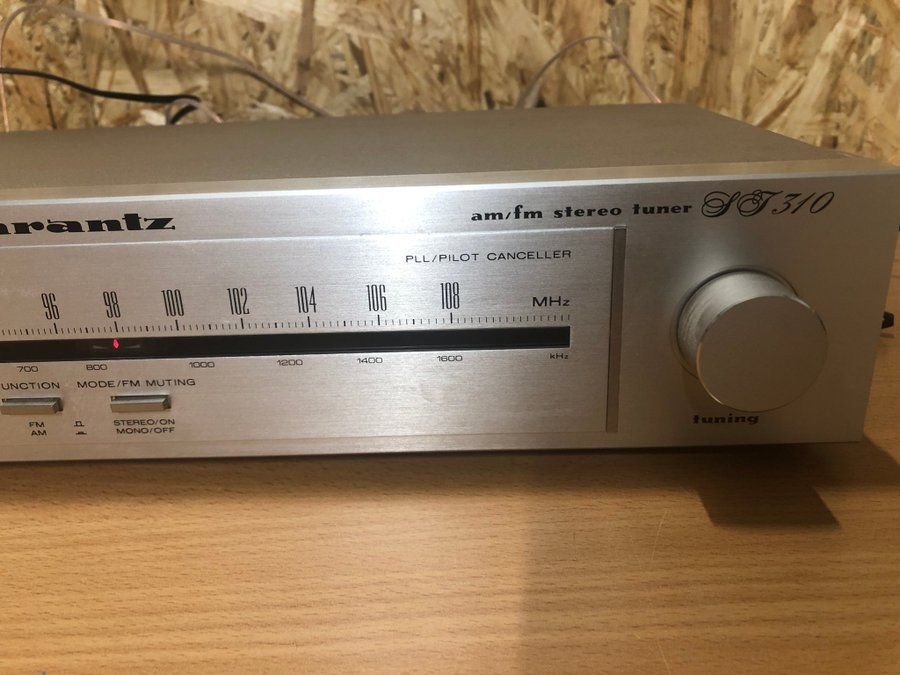 arantz
am/fm stereo tuner ST310
PLL/PILOT CANCELLER
96 98 100 102 104 106 108 MHz
700 800 1000 1200 1400 1600 kHz
UNCTION MODE/FM MUTING
FM STEREO/ON
AM MONO/OFF
tuning